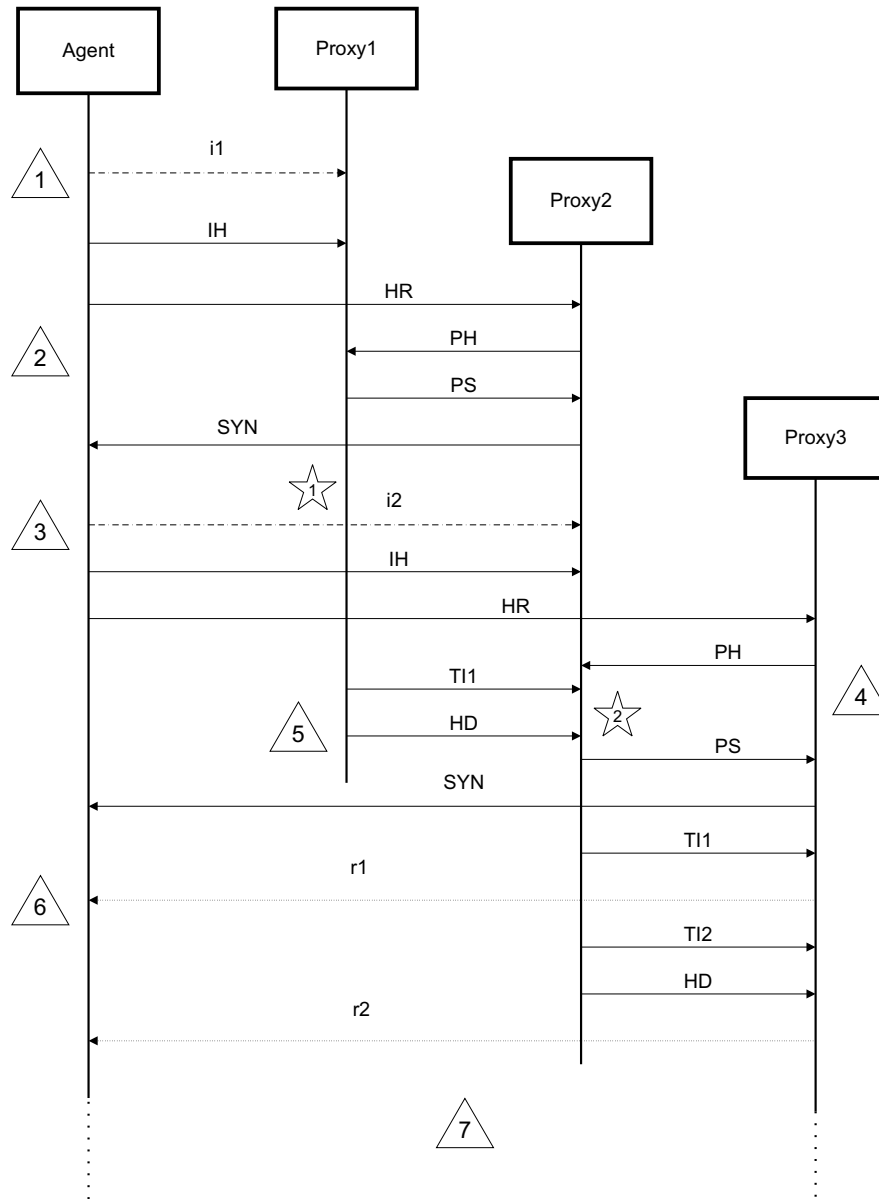 Agent
Proxy1
i1
1
Proxy2
IH
HR
PH
2
PS
SYN
Proxy3
1
i2
3
IH
HR
PH
TI1
4
2
5
HD
PS
SYN
TI1
r1
6
TI2
HD
r2
7